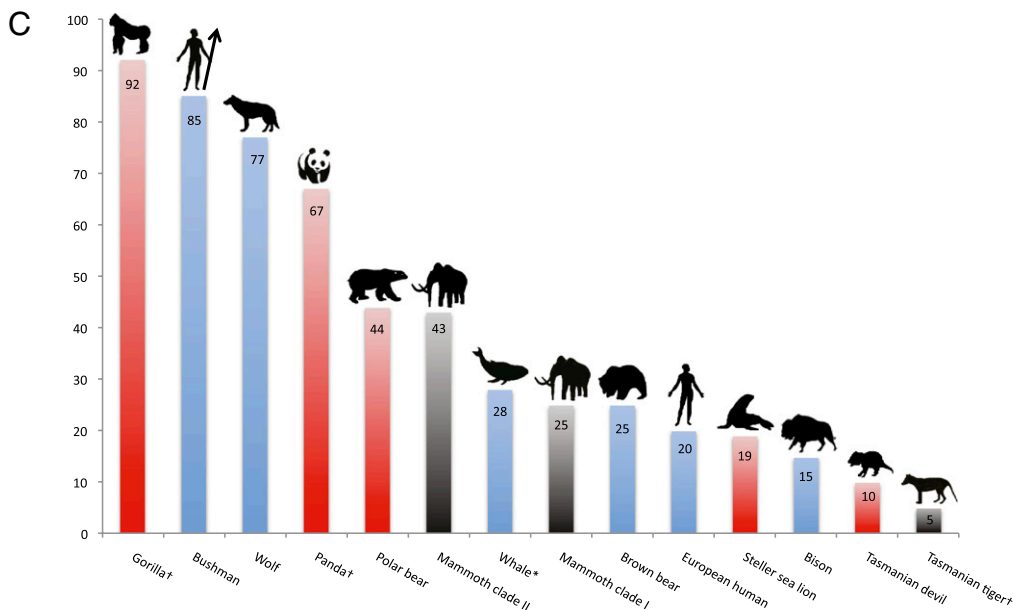 C
100
90
80
70
60
50
40
30
20
10
0
92
85
77
67
44
43
28
25
25
20
19
15
10
5
Gorilla†
Bushman
Wolf
Panda†
Polar bear
Mammoth clade II
Whale*
Mammoth clade I
Brown bear
European human
Steller sea lion
Bison
Tasmanian devil
Tasmanian tiger†